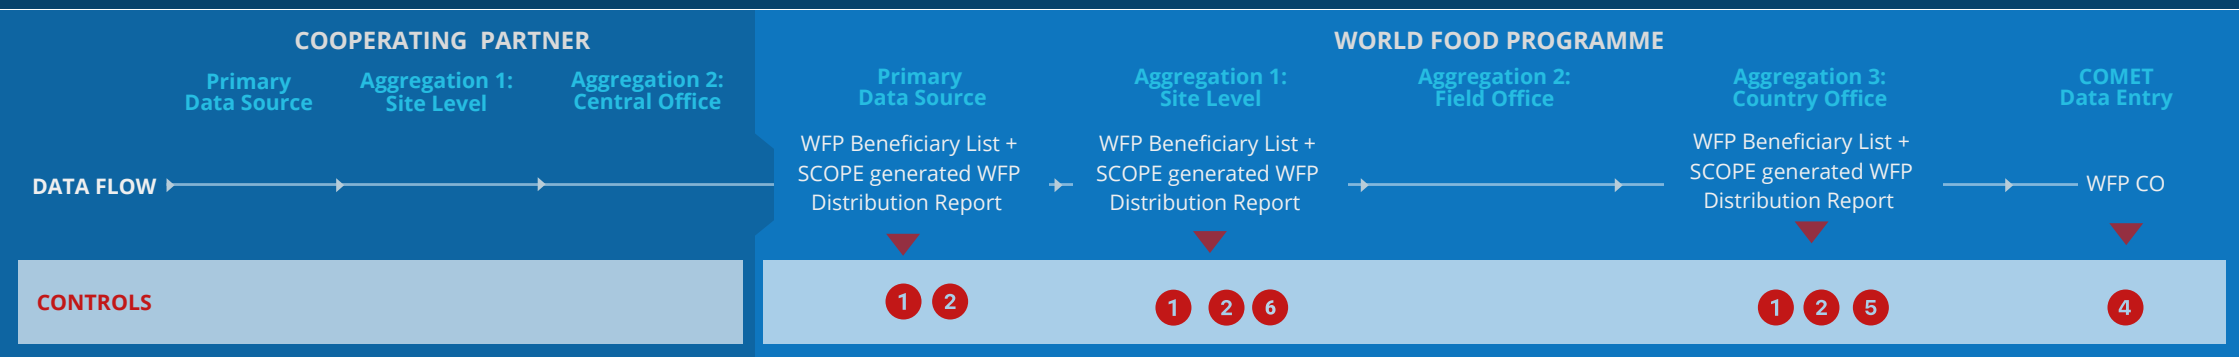 COOPERATING PARTNER
WORLD FOOD PROGRAMME
Primary
Data Source
Aggregation 1:
Site Level
Aggregation 2:
Central Office
Primary
Data Source
Aggregation 1:
Site Level
Aggregation 2:
Field Office
Aggregation 3:
Country Office
COMET
Data Entry
DATA FLOW
WFP Beneficiary List +
SCOPE generated WFP
Distribution Report
WFP Beneficiary List +
SCOPE generated WFP
Distribution Report
WFP Beneficiary List +
SCOPE generated WFP
Distribution Report
WFP CO
CONTROLS
1 2
1 2 6
1 2 5
4